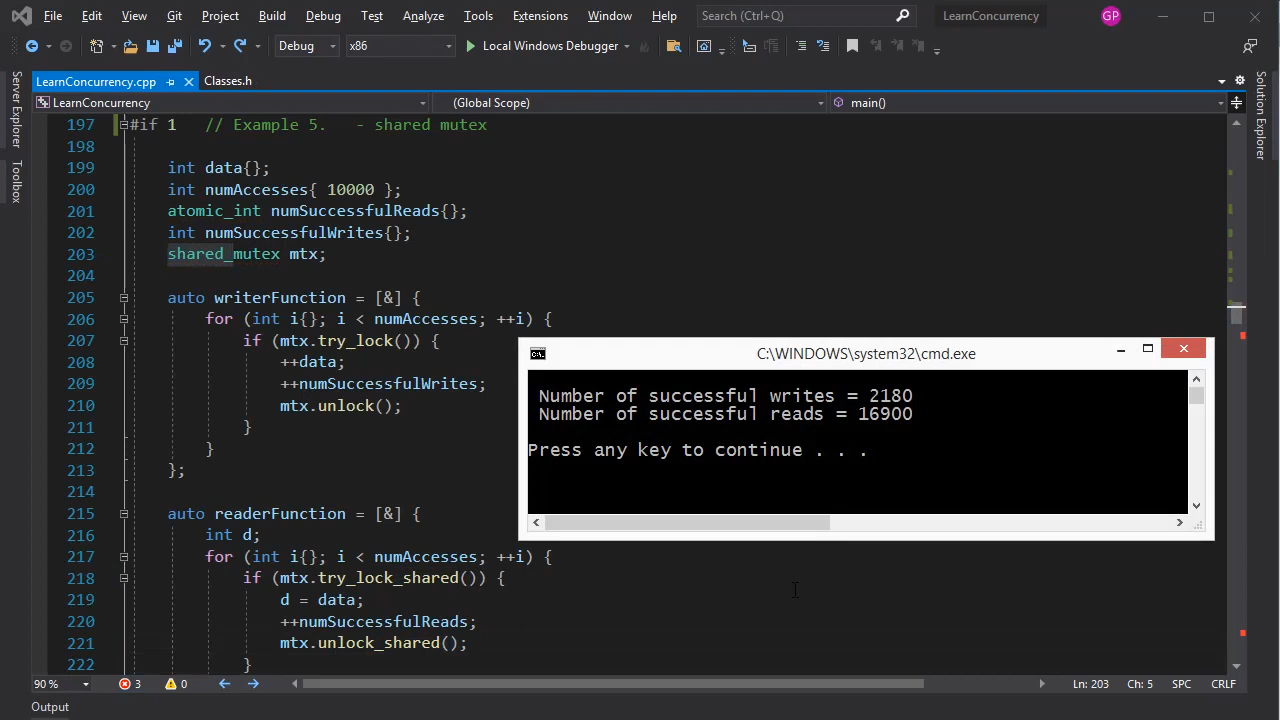 File Edit View Git Project Build Debug Test Analyze Tools Extensions Window Help Search (Ctrl+Q) LearnConcurrency GP
Debug x86 Local Windows Debugger
LearnConcurrency.cpp Classes.h
LearnConcurrency (Global Scope) main()
Server Explorer
Toolbox
Solution Explorer
197 #if 1 // Example 5. - shared mutex
198
199 int data{};
200 int numAccesses{ 10000 };
201 atomic_int numSuccessfulReads{};
202 int numSuccessfulWrites{};
203 shared_mutex mtx;
204
205 auto writerFunction = [&] {
206 for (int i{}; i < numAccesses; ++i) {
207 if (mtx.try_lock()) {
208 ++data;
209 ++numSuccessfulWrites;
210 mtx.unlock();
211 }
212 }
213 };
214
215 auto readerFunction = [&] {
216 int d;
217 for (int i{}; i < numAccesses; ++i) {
218 if (mtx.try_lock_shared()) {
219 d = data;
220 ++numSuccessfulReads;
221 mtx.unlock_shared();
222 }
C:\WINDOWS\system32\cmd.exe
Number of successful writes = 2180
Number of successful reads = 16900
Press any key to continue . . .
90 % 3 0 Ln: 203 Ch: 5 SPC CRLF
Output